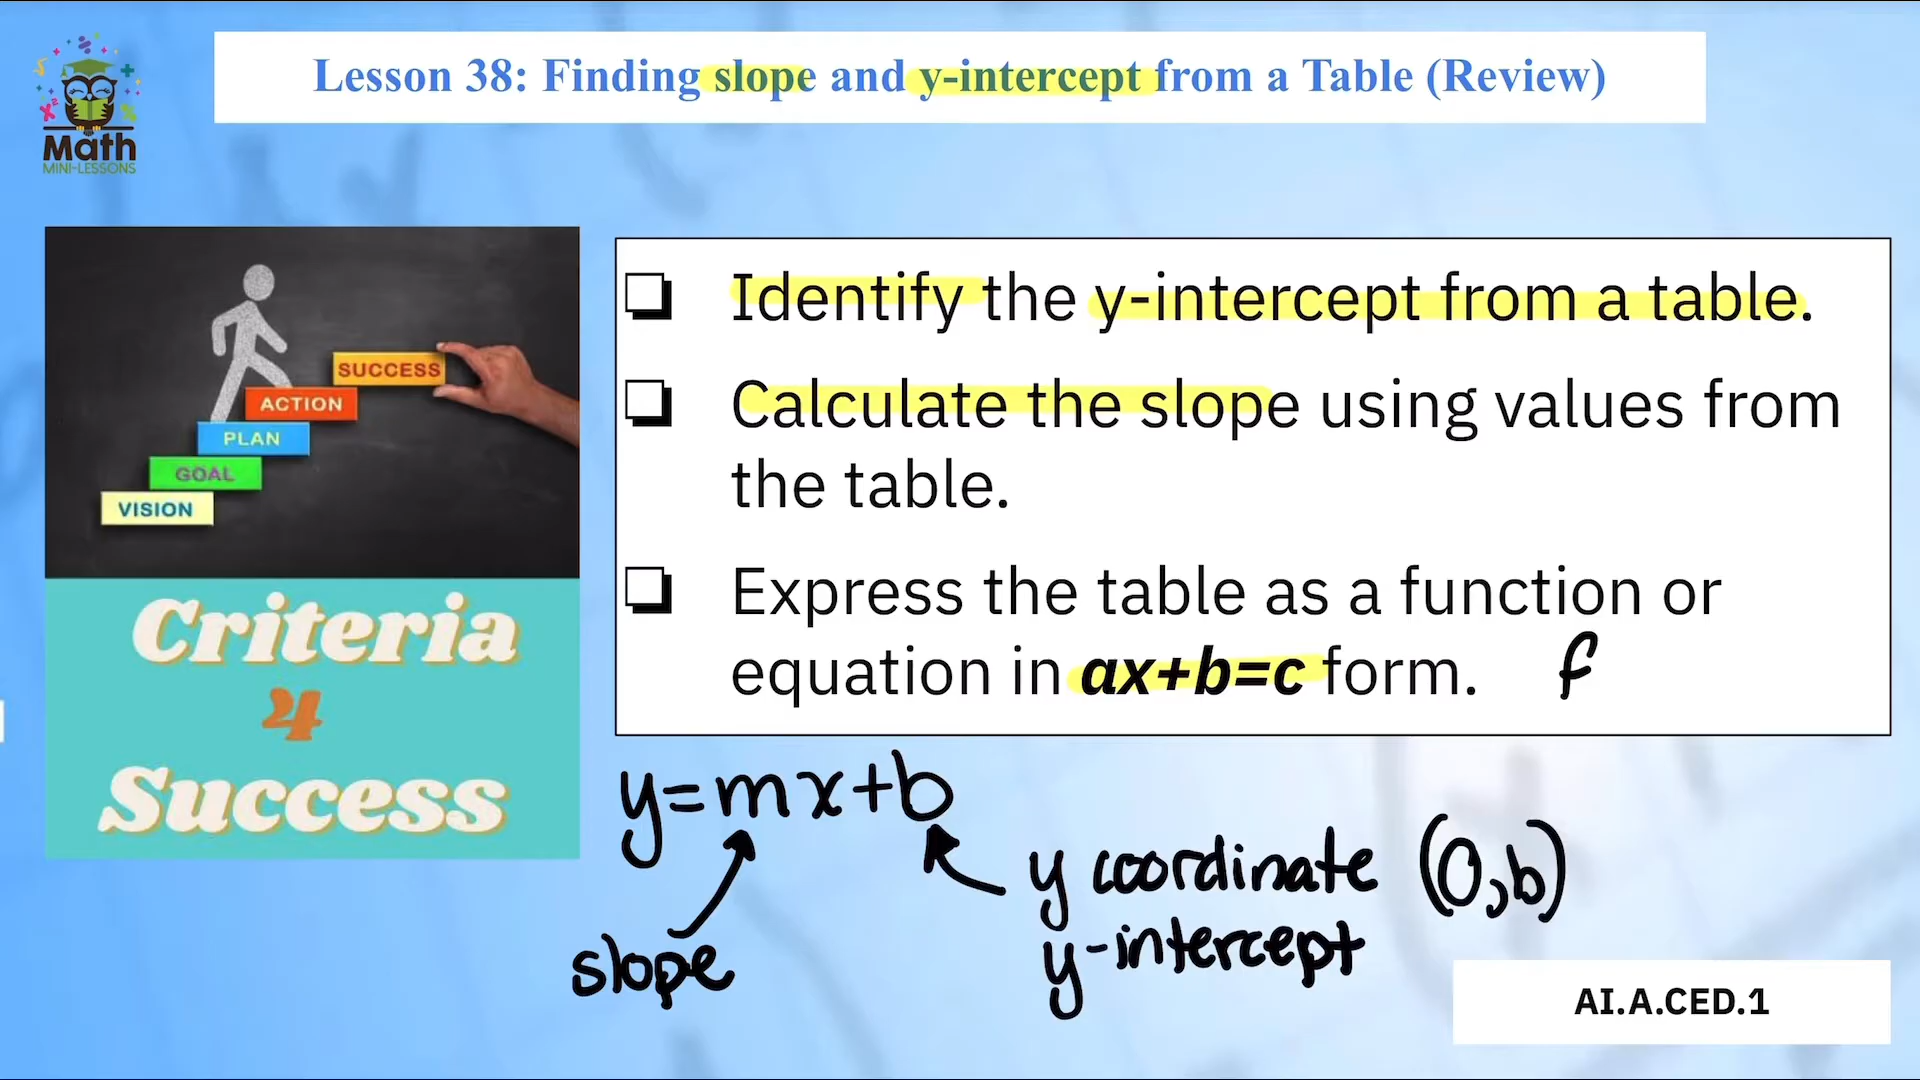 Lesson 38: Finding slope and y-intercept from a Table (Review)
Math
MINI-LESSONS
SUCCESS
ACTION
PLAN
GOAL
VISION
Criteria
4
Success
Identify the y-intercept from a table.
Calculate the slope using values from
the table.
Express the table as a function or
equation in ax+b=c form. f
y=mx+b
slope
y coordinate (0,b)
y-intercept
AI.A.CED.1